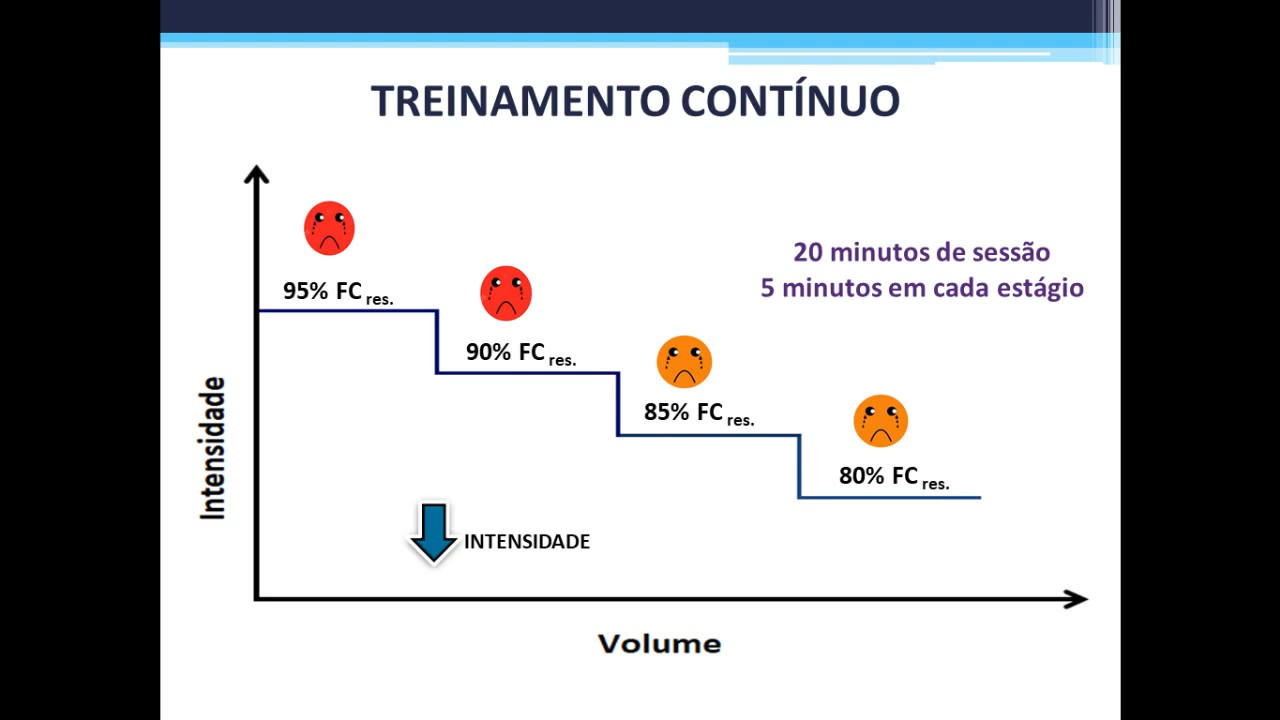 TREINAMENTO CONTÍNUO
20 minutos de sessão
5 minutos em cada estágio
95% FC res.
90% FC res.
85% FC res.
80% FC res.
Intensidade
INTENSIDADE
Volume